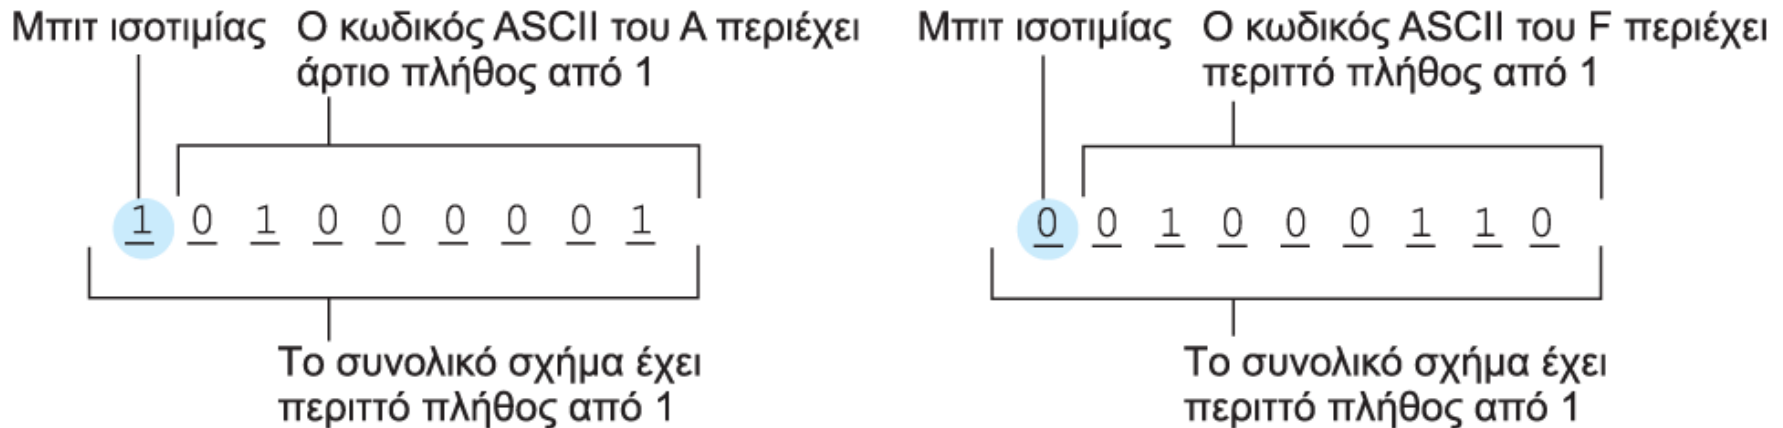 Μπιτ ισοτιμίας
Ο κωδικός ASCII του A περιέχει
άρτιο πλήθος από 1
1 0 1 0 0 0 0 0 1
Το συνολικό σχήμα έχει
περιττό πλήθος από 1
Μπιτ ισοτιμίας
Ο κωδικός ASCII του F περιέχει
περιττό πλήθος από 1
0 0 1 0 0 0 1 1 0
Το συνολικό σχήμα έχει
περιττό πλήθος από 1